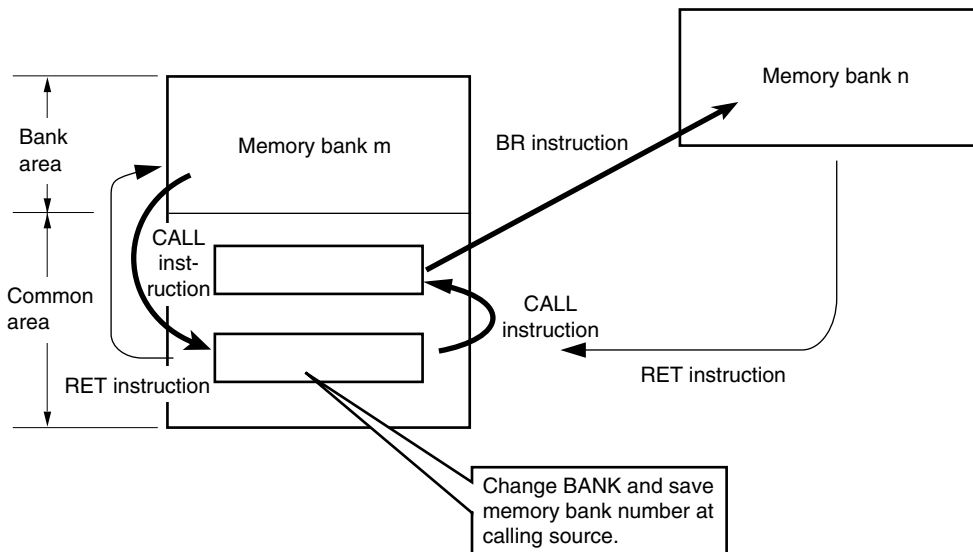 Memory bank n
Bank
area
Memory bank m
BR instruction
CALL
inst-
ruction
Common
area
CALL
instruction
RET instruction
RET instruction
Change BANK and save
memory bank number at
calling source.